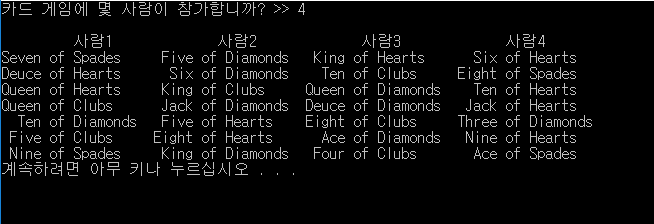 카드 게임에 몇 사람이 참가합니까? >> 4
사람1 사람2 사람3 사람4
Seven of Spades Five of Diamonds King of Hearts Six of Hearts
Deuce of Hearts Six of Diamonds Ten of Clubs Eight of Spades
Queen of Hearts King of Clubs Queen of Diamonds Ten of Hearts
Queen of Clubs Jack of Diamonds Deuce of Diamonds Jack of Hearts
Ten of Diamonds Five of Hearts Eight of Clubs Three of Diamonds
Five of Clubs Eight of Hearts Ace of Diamonds Nine of Hearts
Nine of Spades King of Diamonds Four of Clubs Ace of Spades
계속하려면 아무 키나 누르십시오 . . .